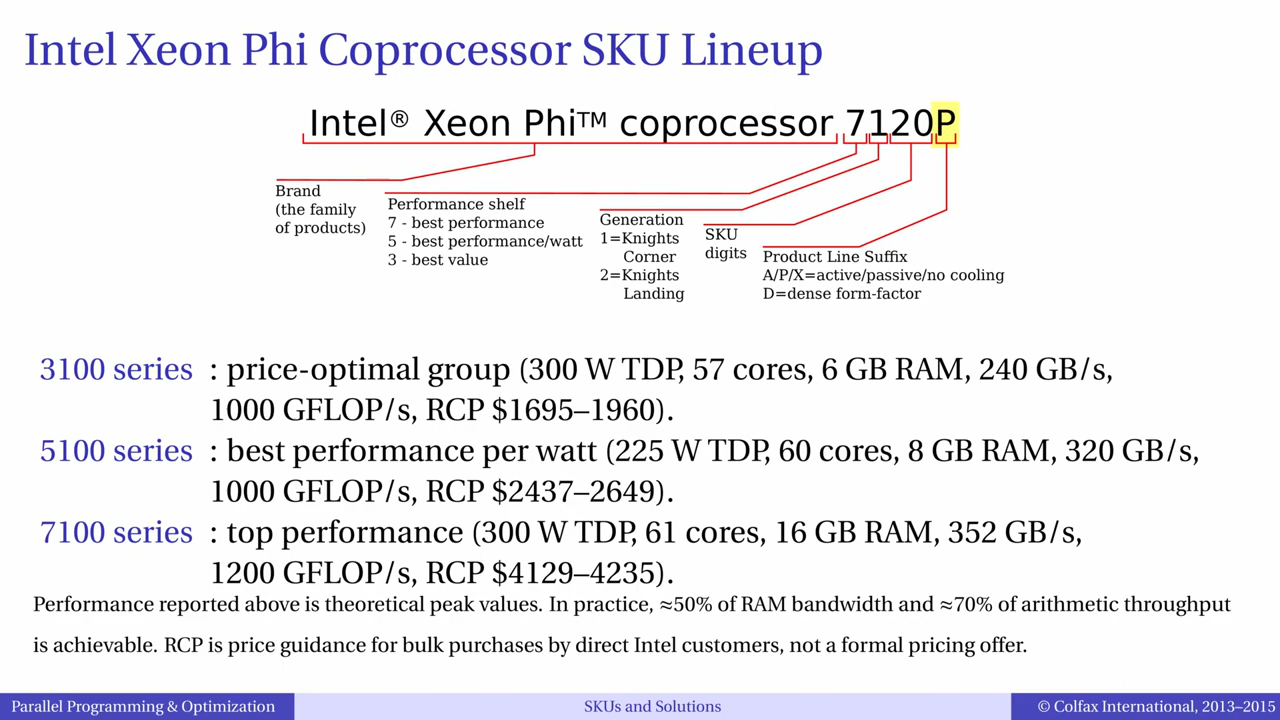 Intel Xeon Phi Coprocessor SKU Lineup
Intel® Xeon Phi™ coprocessor 7120P
Brand
(the family
of products)
Performance shelf
7 - best performance
5 - best performance/watt
3 - best value
Generation
1=Knights
Corner
2=Knights
Landing
SKU
digits
Product Line Suffix
A/P/X=active/passive/no cooling
D=dense form-factor
3100 series : price-optimal group (300 W TDP, 57 cores, 6 GB RAM, 240 GB/s,
1000 GFLOP/s, RCP $1695–1960).
5100 series : best performance per watt (225 W TDP, 60 cores, 8 GB RAM, 320 GB/s,
1000 GFLOP/s, RCP $2437–2649).
7100 series : top performance (300 W TDP, 61 cores, 16 GB RAM, 352 GB/s,
1200 GFLOP/s, RCP $4129–4235).
Performance reported above is theoretical peak values. In practice, ≈50% of RAM bandwidth and ≈70% of arithmetic throughput
is achievable. RCP is price guidance for bulk purchases by direct Intel customers, not a formal pricing offer.
Parallel Programming & Optimization
SKUs and Solutions
© Colfax International, 2013–2015